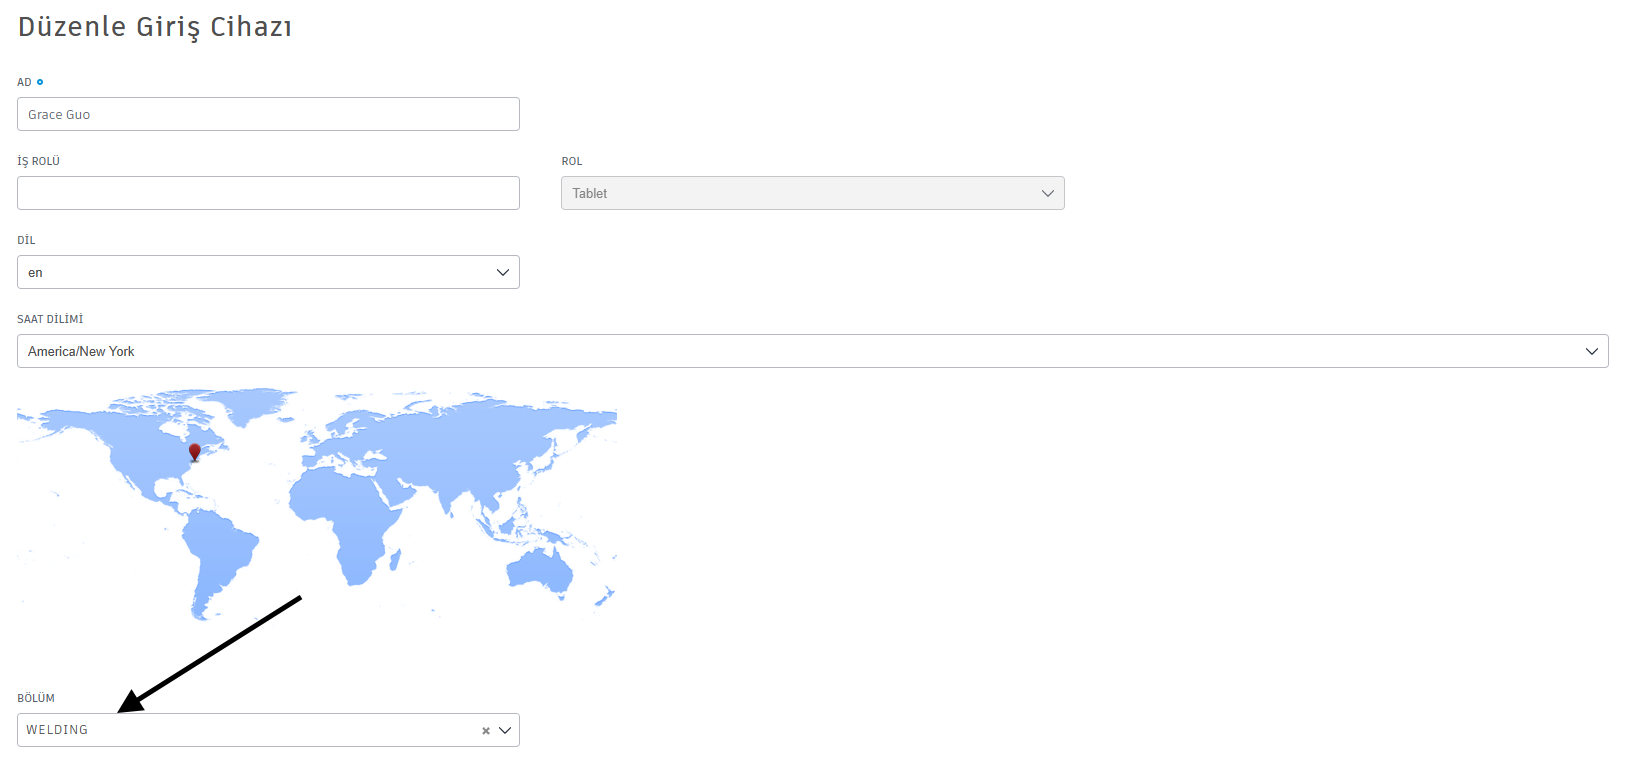 Düzenle Giriş Cihazı
AD
Grace Guo
İŞ ROLÜ
ROL
Tablet
DİL
en
SAAT DİLİMİ
America/New York
BÖLÜM
WELDING